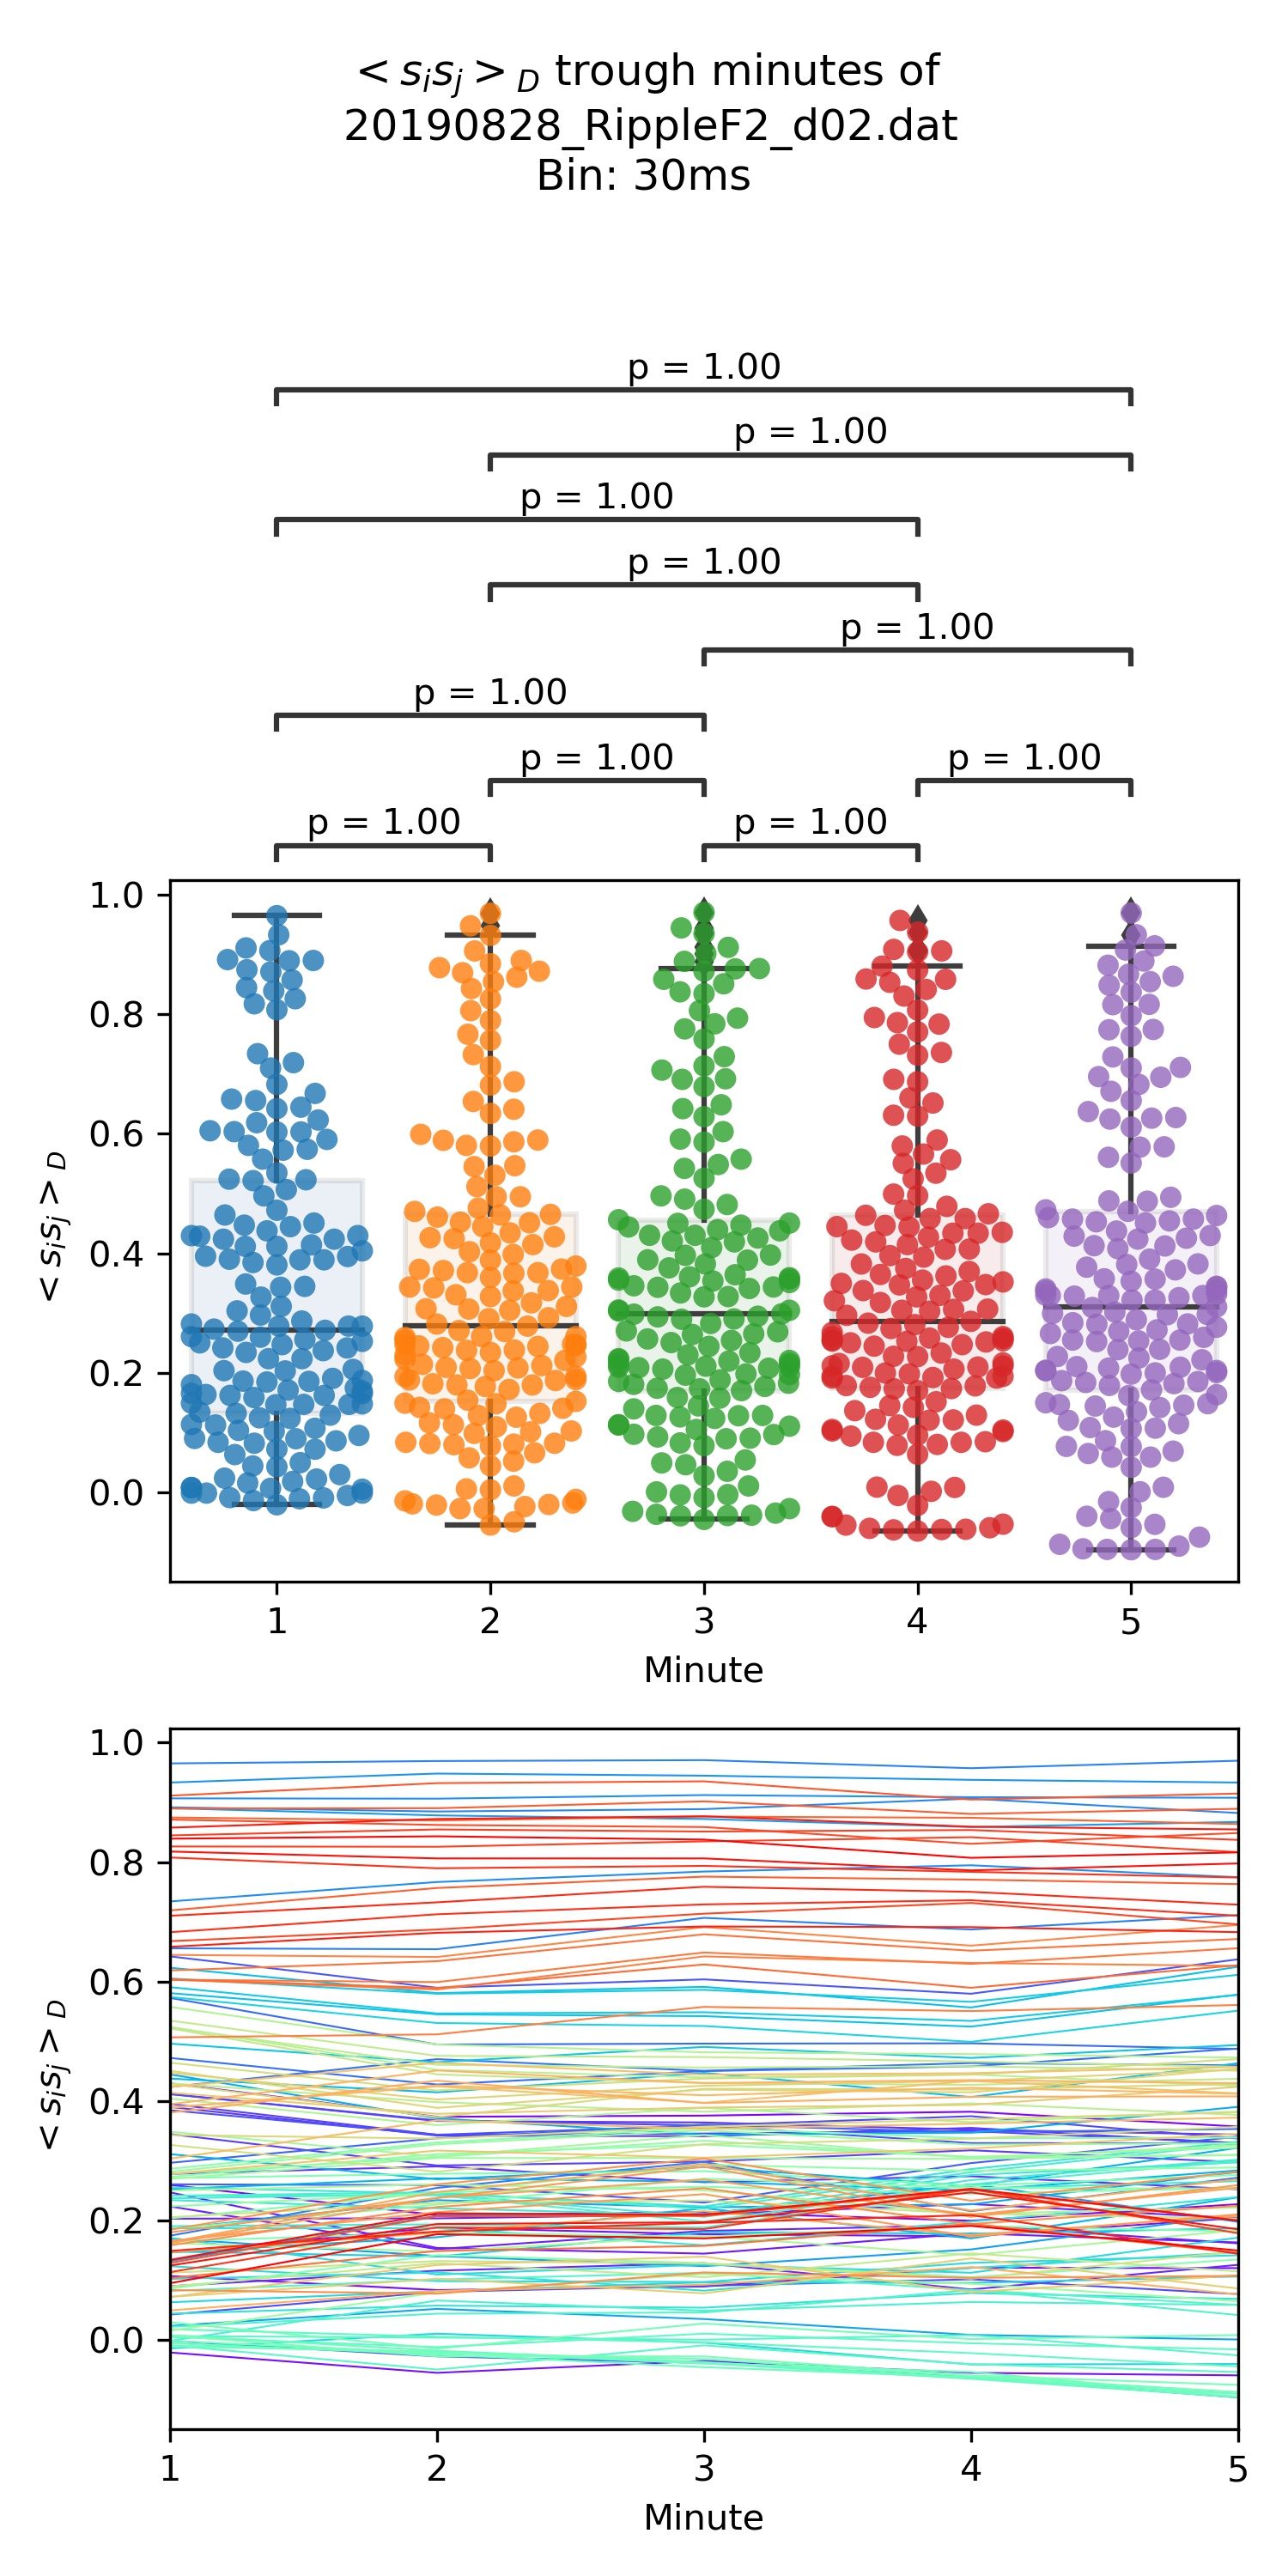 < s_i s_j >_D trough minutes of
20190828_RippleF2_d02.dat
Bin: 30ms
p = 1.00
p = 1.00
p = 1.00
p = 1.00
p = 1.00
p = 1.00
p = 1.00 p = 1.00
p = 1.00 p = 1.00
1.0
0.8
0.6
0.4
0.2
0.0
< s_i s_j >_D
1 2 3 4 5
Minute
1.0
0.8
0.6
0.4
0.2
0.0
< s_i s_j >_D
1 2 3 4 5
Minute